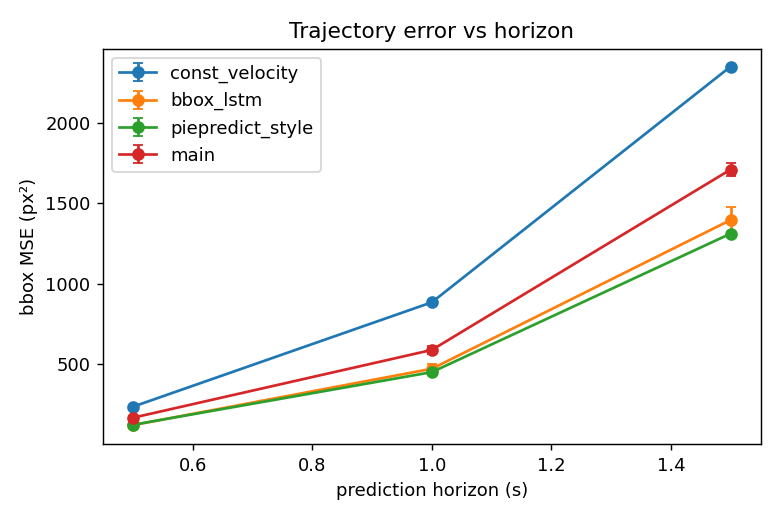 Trajectory error vs horizon
const_velocity
bbox_lstm
piepredict_style
main
bbox MSE (px²)
2000
1500
1000
500
0.6 0.8 1.0 1.2 1.4
prediction horizon (s)